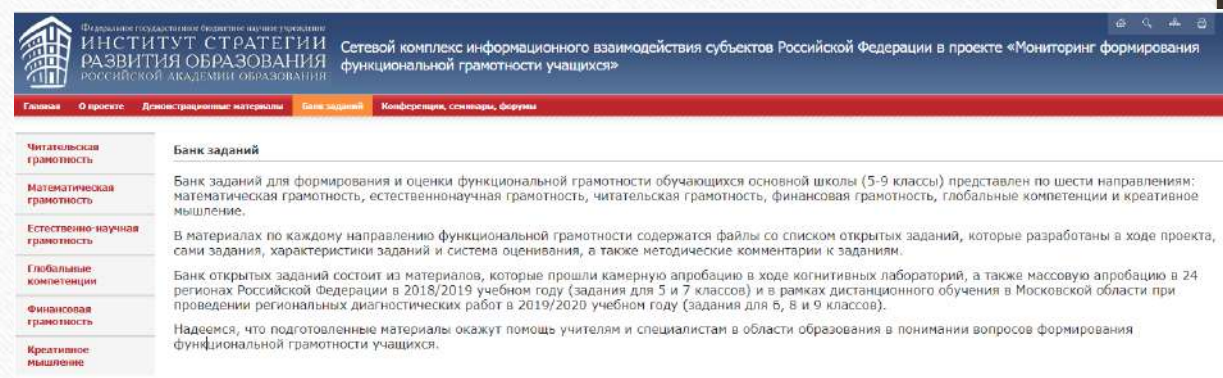 Федеральное государственное бюджетное научное учреждение
ИНСТИТУТ СТРАТЕГИИ
РАЗВИТИЯ ОБРАЗОВАНИЯ
РОССИЙСКОЙ АКАДЕМИИ ОБРАЗОВАНИЯ
Сетевой комплекс информационного взаимодействия субъектов Российской Федерации в проекте «Мониторинг формирования
функциональной грамотности учащихся»
Главная О проекте Демонстрационные материалы Банк заданий Конференции, семинары, форумы
Читательская
грамотность
Математическая
грамотность
Естественно-научная
грамотность
Глобальные
компетенции
Финансовая
грамотность
Креативное
мышление
Банк заданий
Банк заданий для формирования и оценки функциональной грамотности обучающихся основной школы (5-9 классы) представлен по шести направлениям:
математическая грамотность, естественнонаучная грамотность, читательская грамотность, финансовая грамотность, глобальные компетенции и креативное
мышление.
В материалах по каждому направлению функциональной грамотности содержатся файлы со списком открытых заданий, которые разработаны в ходе проекта,
сами задания, характеристики заданий и система оценивания, а также методические комментарии к заданиям.
Банк открытых заданий состоит из материалов, которые прошли камерную апробацию в ходе когнитивных лабораторий, а также массовую апробацию в 24
регионах Российской Федерации в 2018/2019 учебном году (задания для 5 и 7 классов) и в рамках дистанционного обучения в Московской области при
проведении региональных диагностических работ в 2019/2020 учебном году (задания для 6, 8 и 9 классов).
Надеемся, что подготовленные материалы окажут помощь учителям и специалистам в области образования в понимании вопросов формирования
функциональной грамотности учащихся.